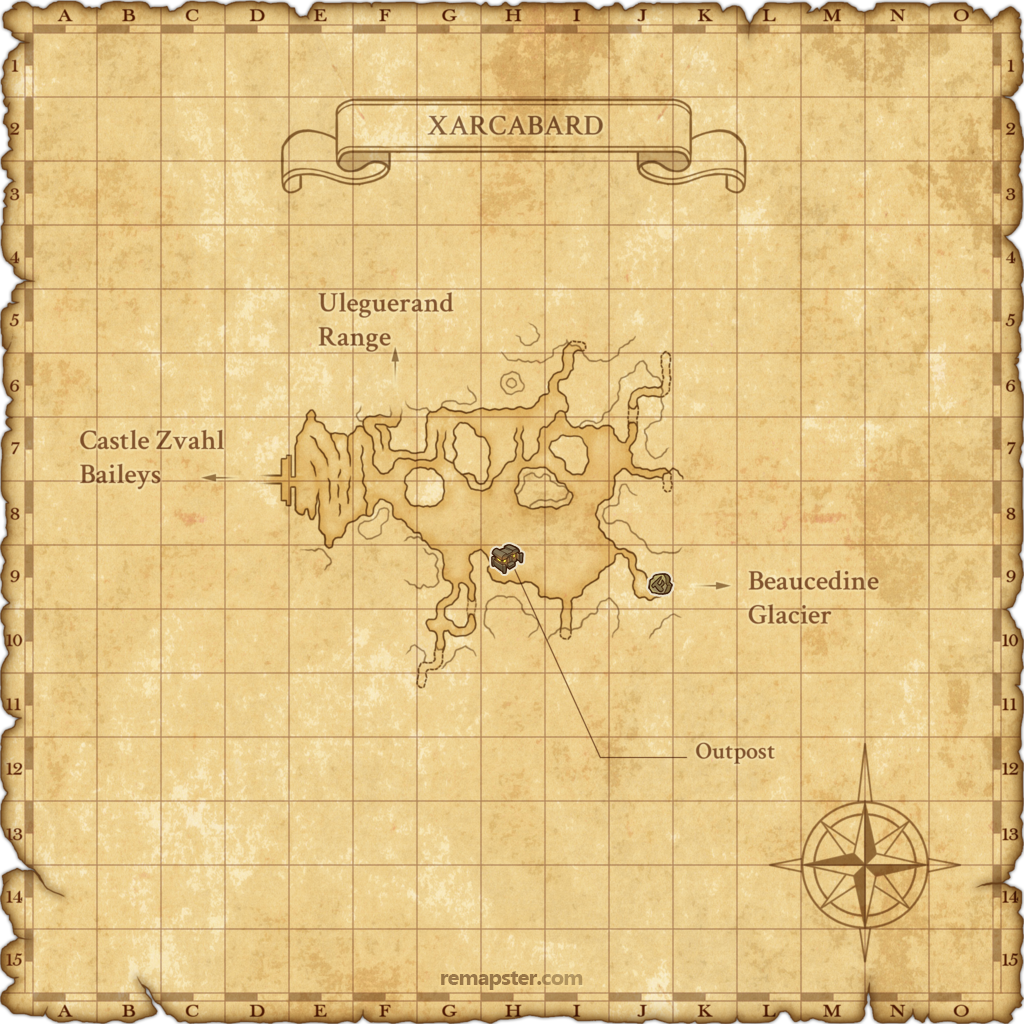 A B C D E F G H I J K L M N O
1 1
XARCABARD
2 2
3 3
4 4
Uleguerand
5 5
Range
6 6
Castle Zvahl
7 7
Baileys
8 8
9 9
Beaucedine
Glacier
10 10
11 11
Outpost
12 12
13 13
14 14
15 15
remapster.com
A B C D E F G H I J K L M N O